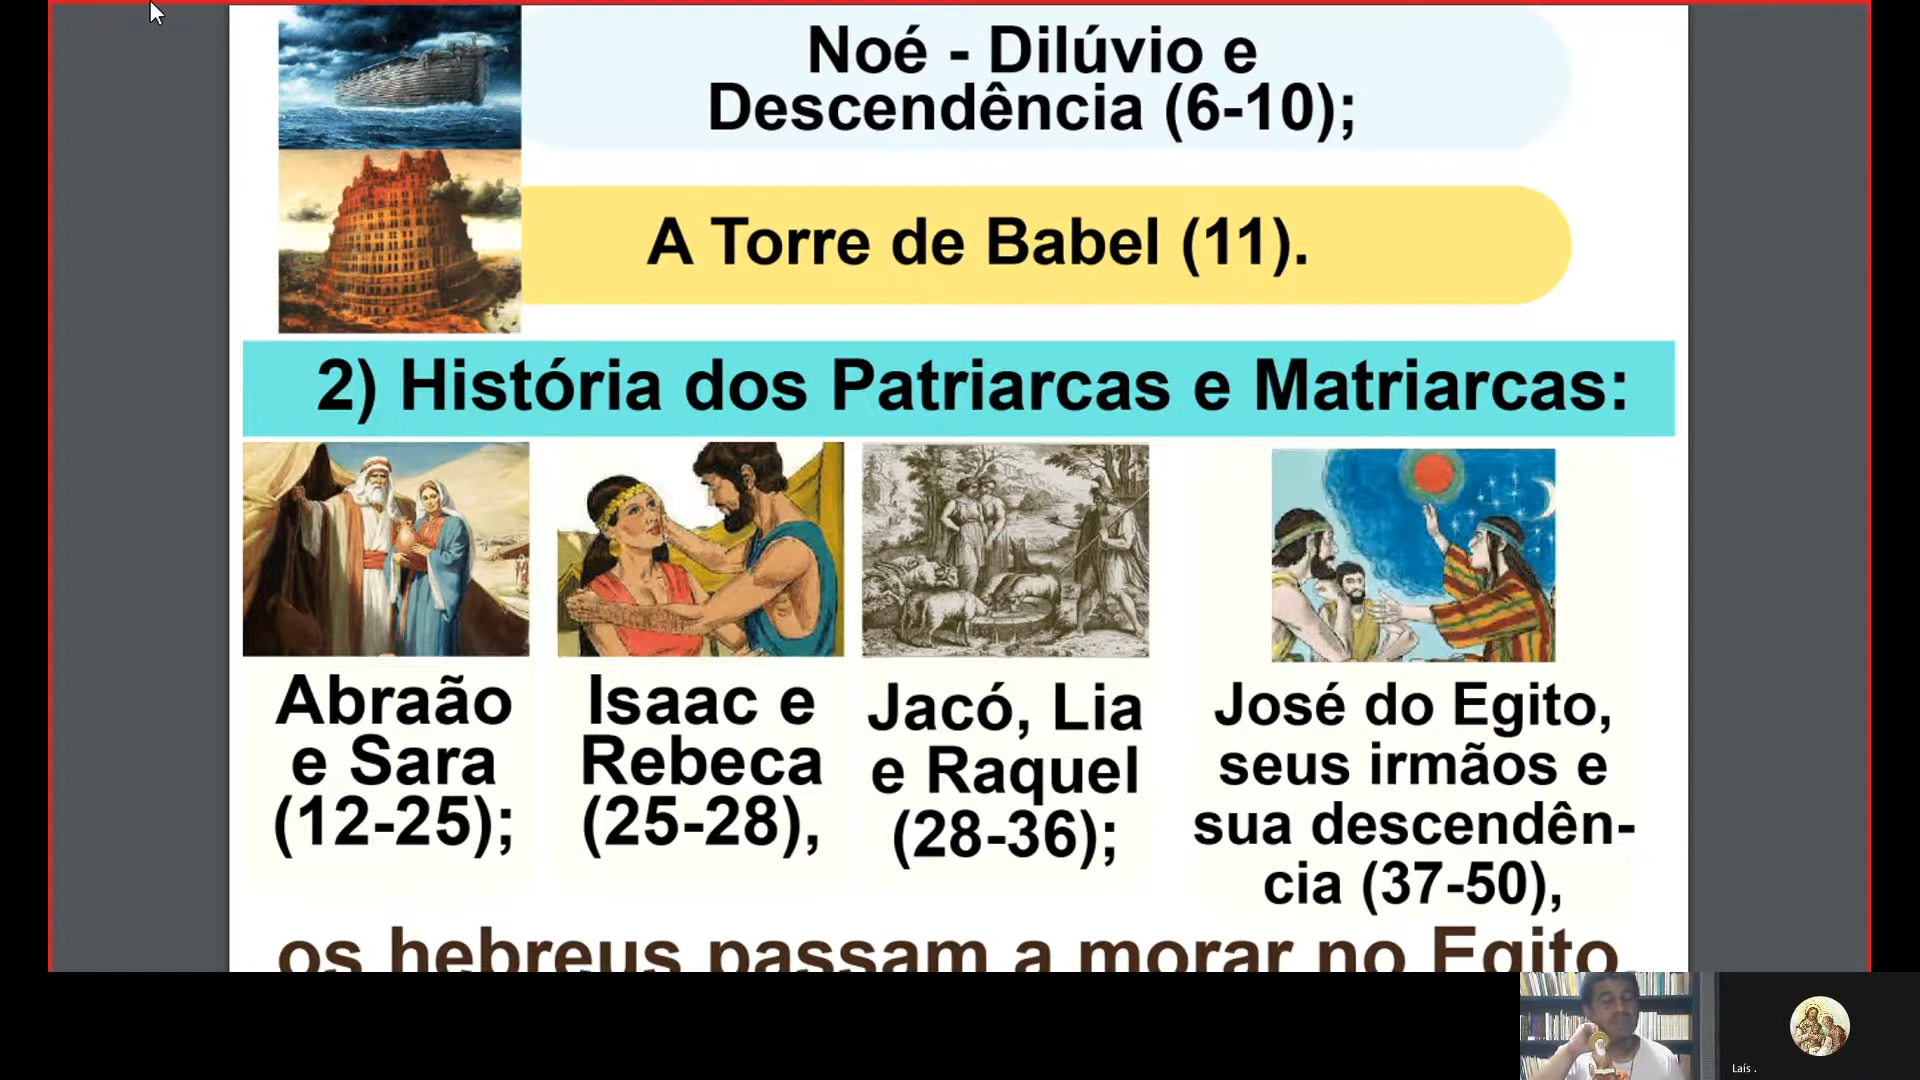 Noé - Dilúvio e
Descendência (6-10);
A Torre de Babel (11).
2) História dos Patriarcas e Matriarcas:
Abraão
e Sara
(12-25);
Isaac e
Rebeca
(25-28),
Jacó, Lia
e Raquel
(28-36);
José do Egito,
seus irmãos e
sua descendên-
cia (37-50),
os hebreus passam a morar no Egito
Laís .